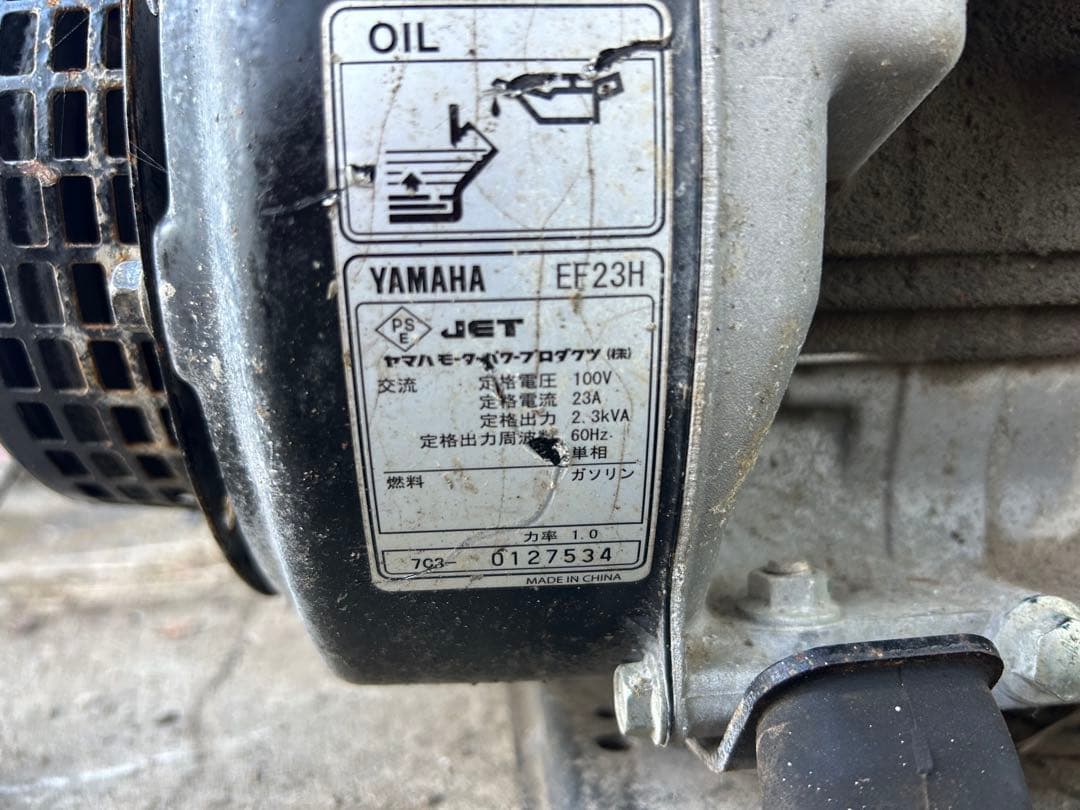 OIL
YAMAHA EF23H
PS E JET
ヤマハモーターパワープロダクツ(株)
交流 定格電圧 100V
定格電流 23A
定格出力 2.3kVA
定格出力周波数 60Hz
単相
燃料 ガソリン
力率 1.0
7C3- 0127534
MADE IN CHINA